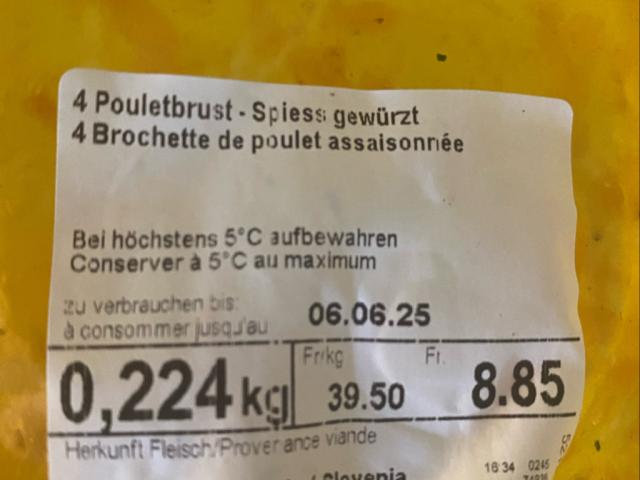 4 Pouletbrust - Spiess gewürzt
4 Brochette de poulet assaisonnée
Bei höchstens 5°C aufbewahren
Conserver à 5°C au maximum
zu verbrauchen bis:
à consommer jusqu'au
06.06.25
Fr/kg
Fr.
0,224 kg
39.50
8.85
Herkunft Fleisch/Provenance viande
Slovenia
16:34 0245